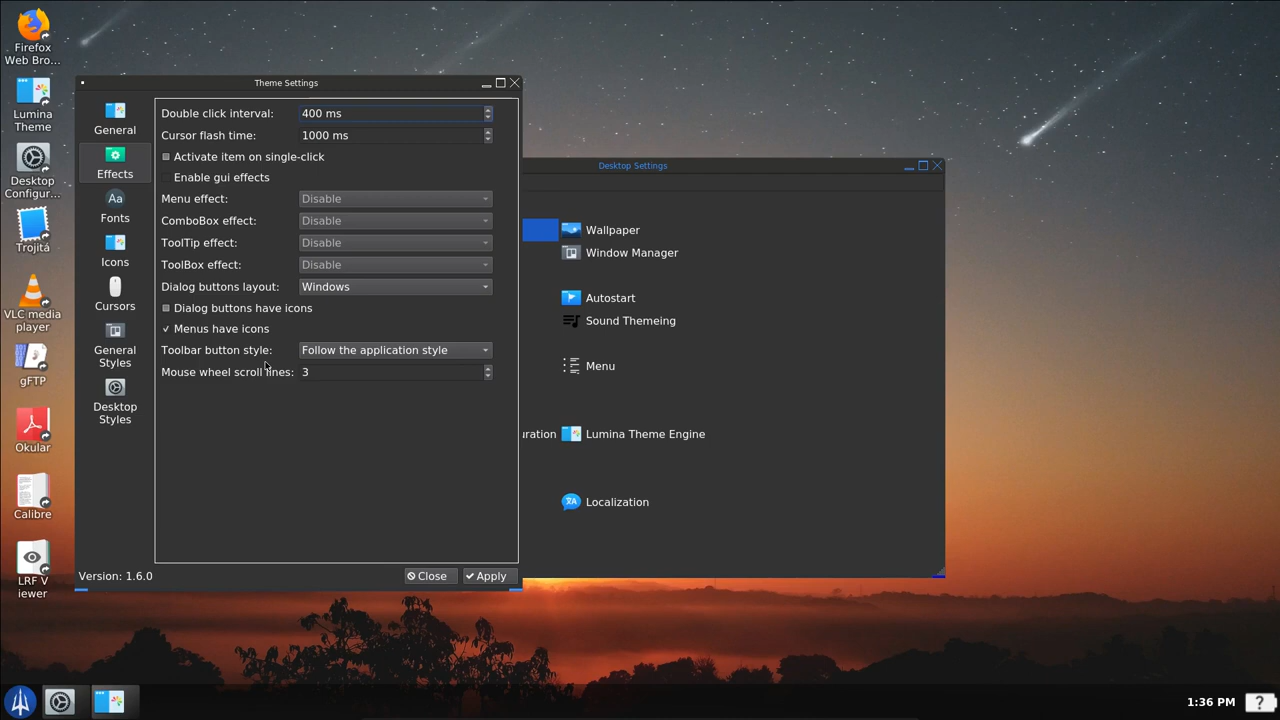 Firefox
Web Bro...
Lumina
Theme
Desktop
Configur...
Trojitá
VLC media
player
gFTP
Okular
Calibre
LRF V
iewer
Theme Settings
General
Effects
Aa
Fonts
Icons
Cursors
General
Styles
Desktop
Styles
Double click interval: 400 ms
Cursor flash time: 1000 ms
Activate item on single-click
Enable gui effects
Menu effect: Disable
ComboBox effect: Disable
ToolTip effect: Disable
ToolBox effect: Disable
Dialog buttons layout: Windows
Dialog buttons have icons
Menus have icons
Toolbar button style: Follow the application style
Mouse wheel scroll lines: 3
Version: 1.6.0
Close
Apply
Desktop Settings
Wallpaper
Window Manager
Autostart
Sound Themeing
Menu
uration
Lumina Theme Engine
Localization
1:36 PM
?